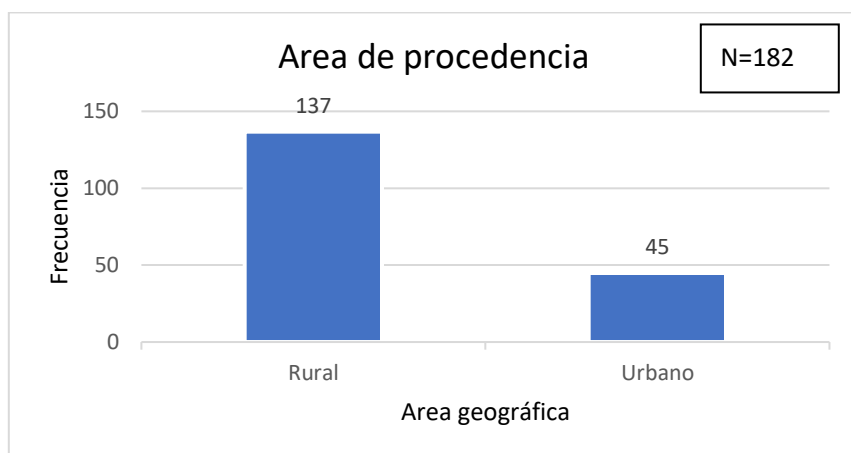 Area de procedencia
N=182
Frecuencia
150
100
50
0
137
45
Rural
Urbano
Area geográfica